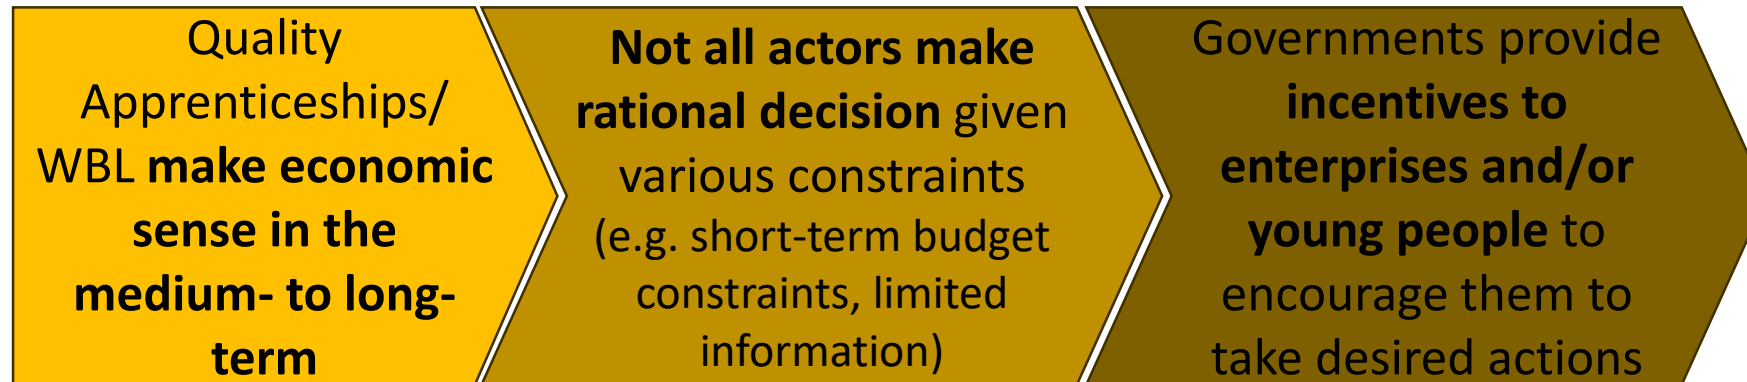 Quality
Apprenticeships/
WBL make economic
sense in the
medium- to long-
term
Not all actors make
rational decision given
various constraints
(e.g. short-term budget
constraints, limited
information)
Governments provide
incentives to
enterprises and/or
young people to
encourage them to
take desired actions